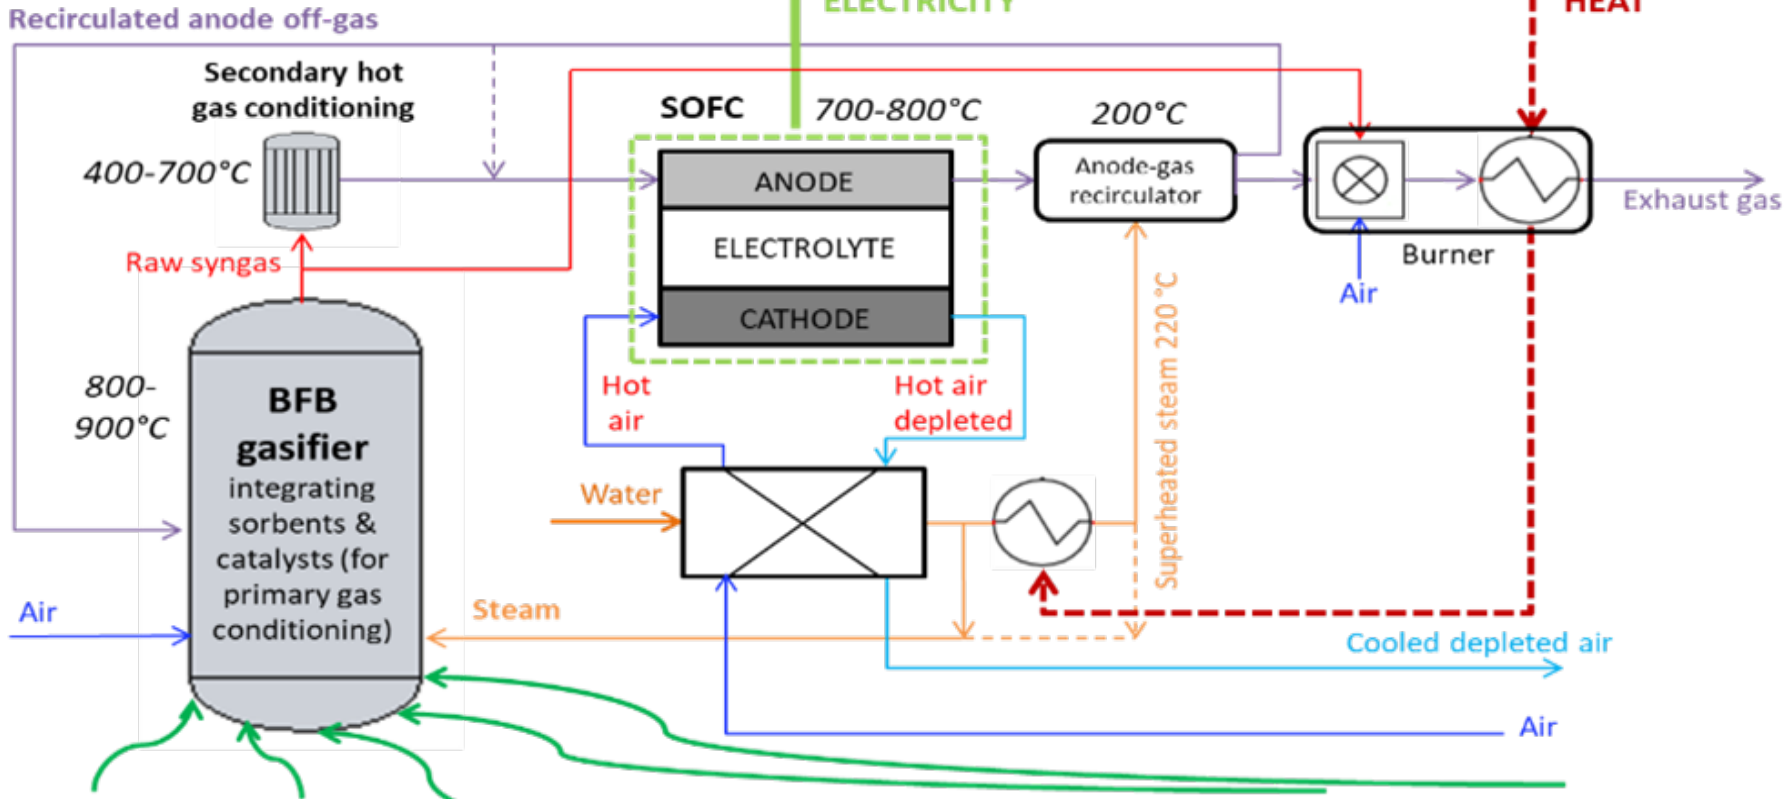 ELECTRICITY
HEAT
Recirculated anode off-gas
Secondary hot
gas conditioning
400-700°C
SOFC
700-800°C
200°C
ANODE
ELECTROLYTE
CATHODE
Anode-gas
recirculator
Exhaust gas
Burner
Air
Raw syngas
800-
900°C
BFB
gasifier
integrating
sorbents &
catalysts (for
primary gas
conditioning)
Hot
air
Hot air
depleted
Water
Superheated steam 220 °C
Air
Steam
Cooled depleted air
Air